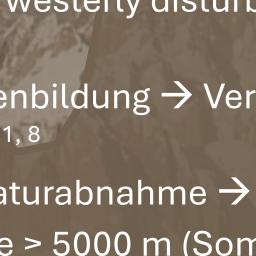 westerly disturb
enbildung → Ver
1, 8
aturabnahme →
e > 5000 m (Som